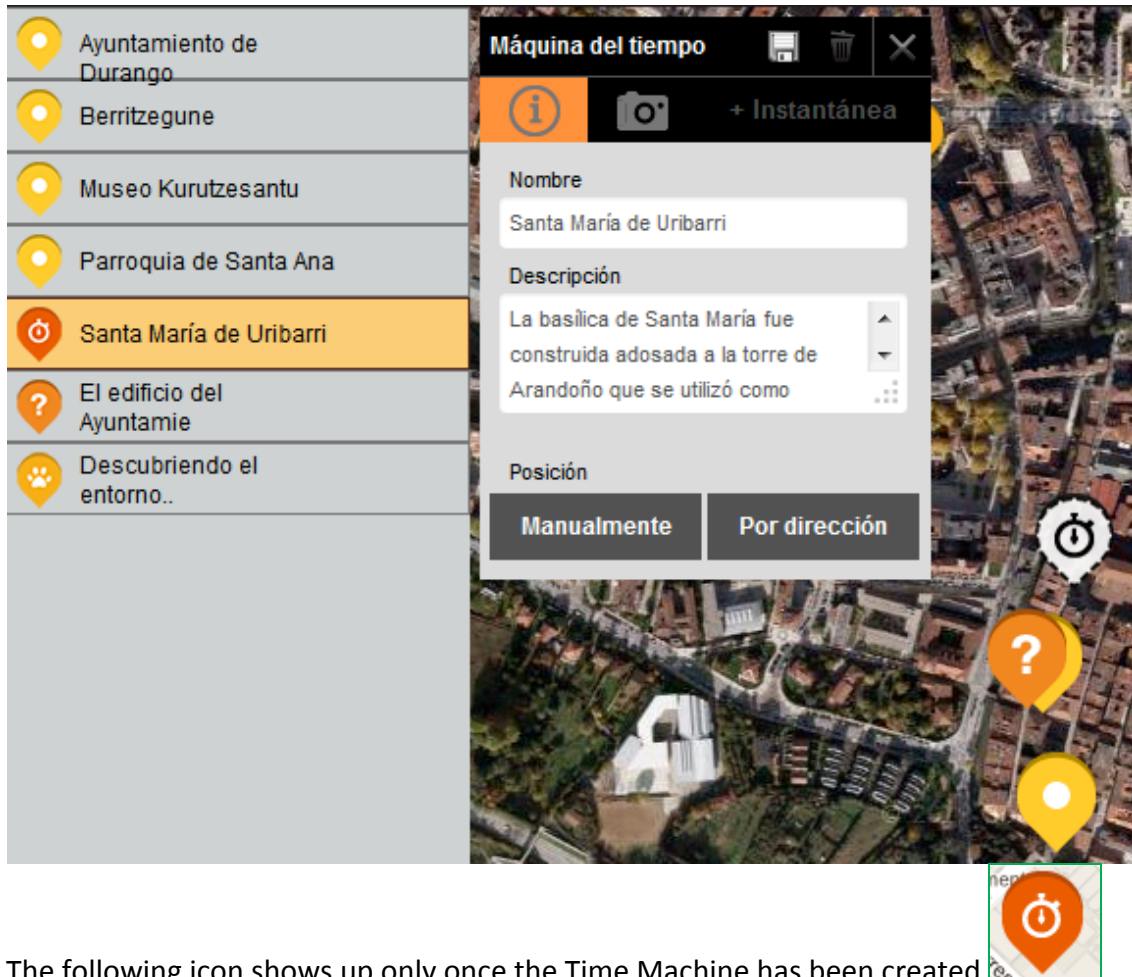 Ayuntamiento de
Durango
Berritzegune
Museo Kurutzesantu
Parroquia de Santa Ana
Santa María de Uribarri
El edificio del
Ayuntamie
Descubriendo el
entorno..
Máquina del tiempo
+ Instantánea
Nombre
Santa María de Uribarri
Descripción
La basílica de Santa María fue
construida adosada a la torre de
Arandoño que se utilizó como
Posición
Manualmente
Por dirección
The following icon shows up only once the Time Machine has been created